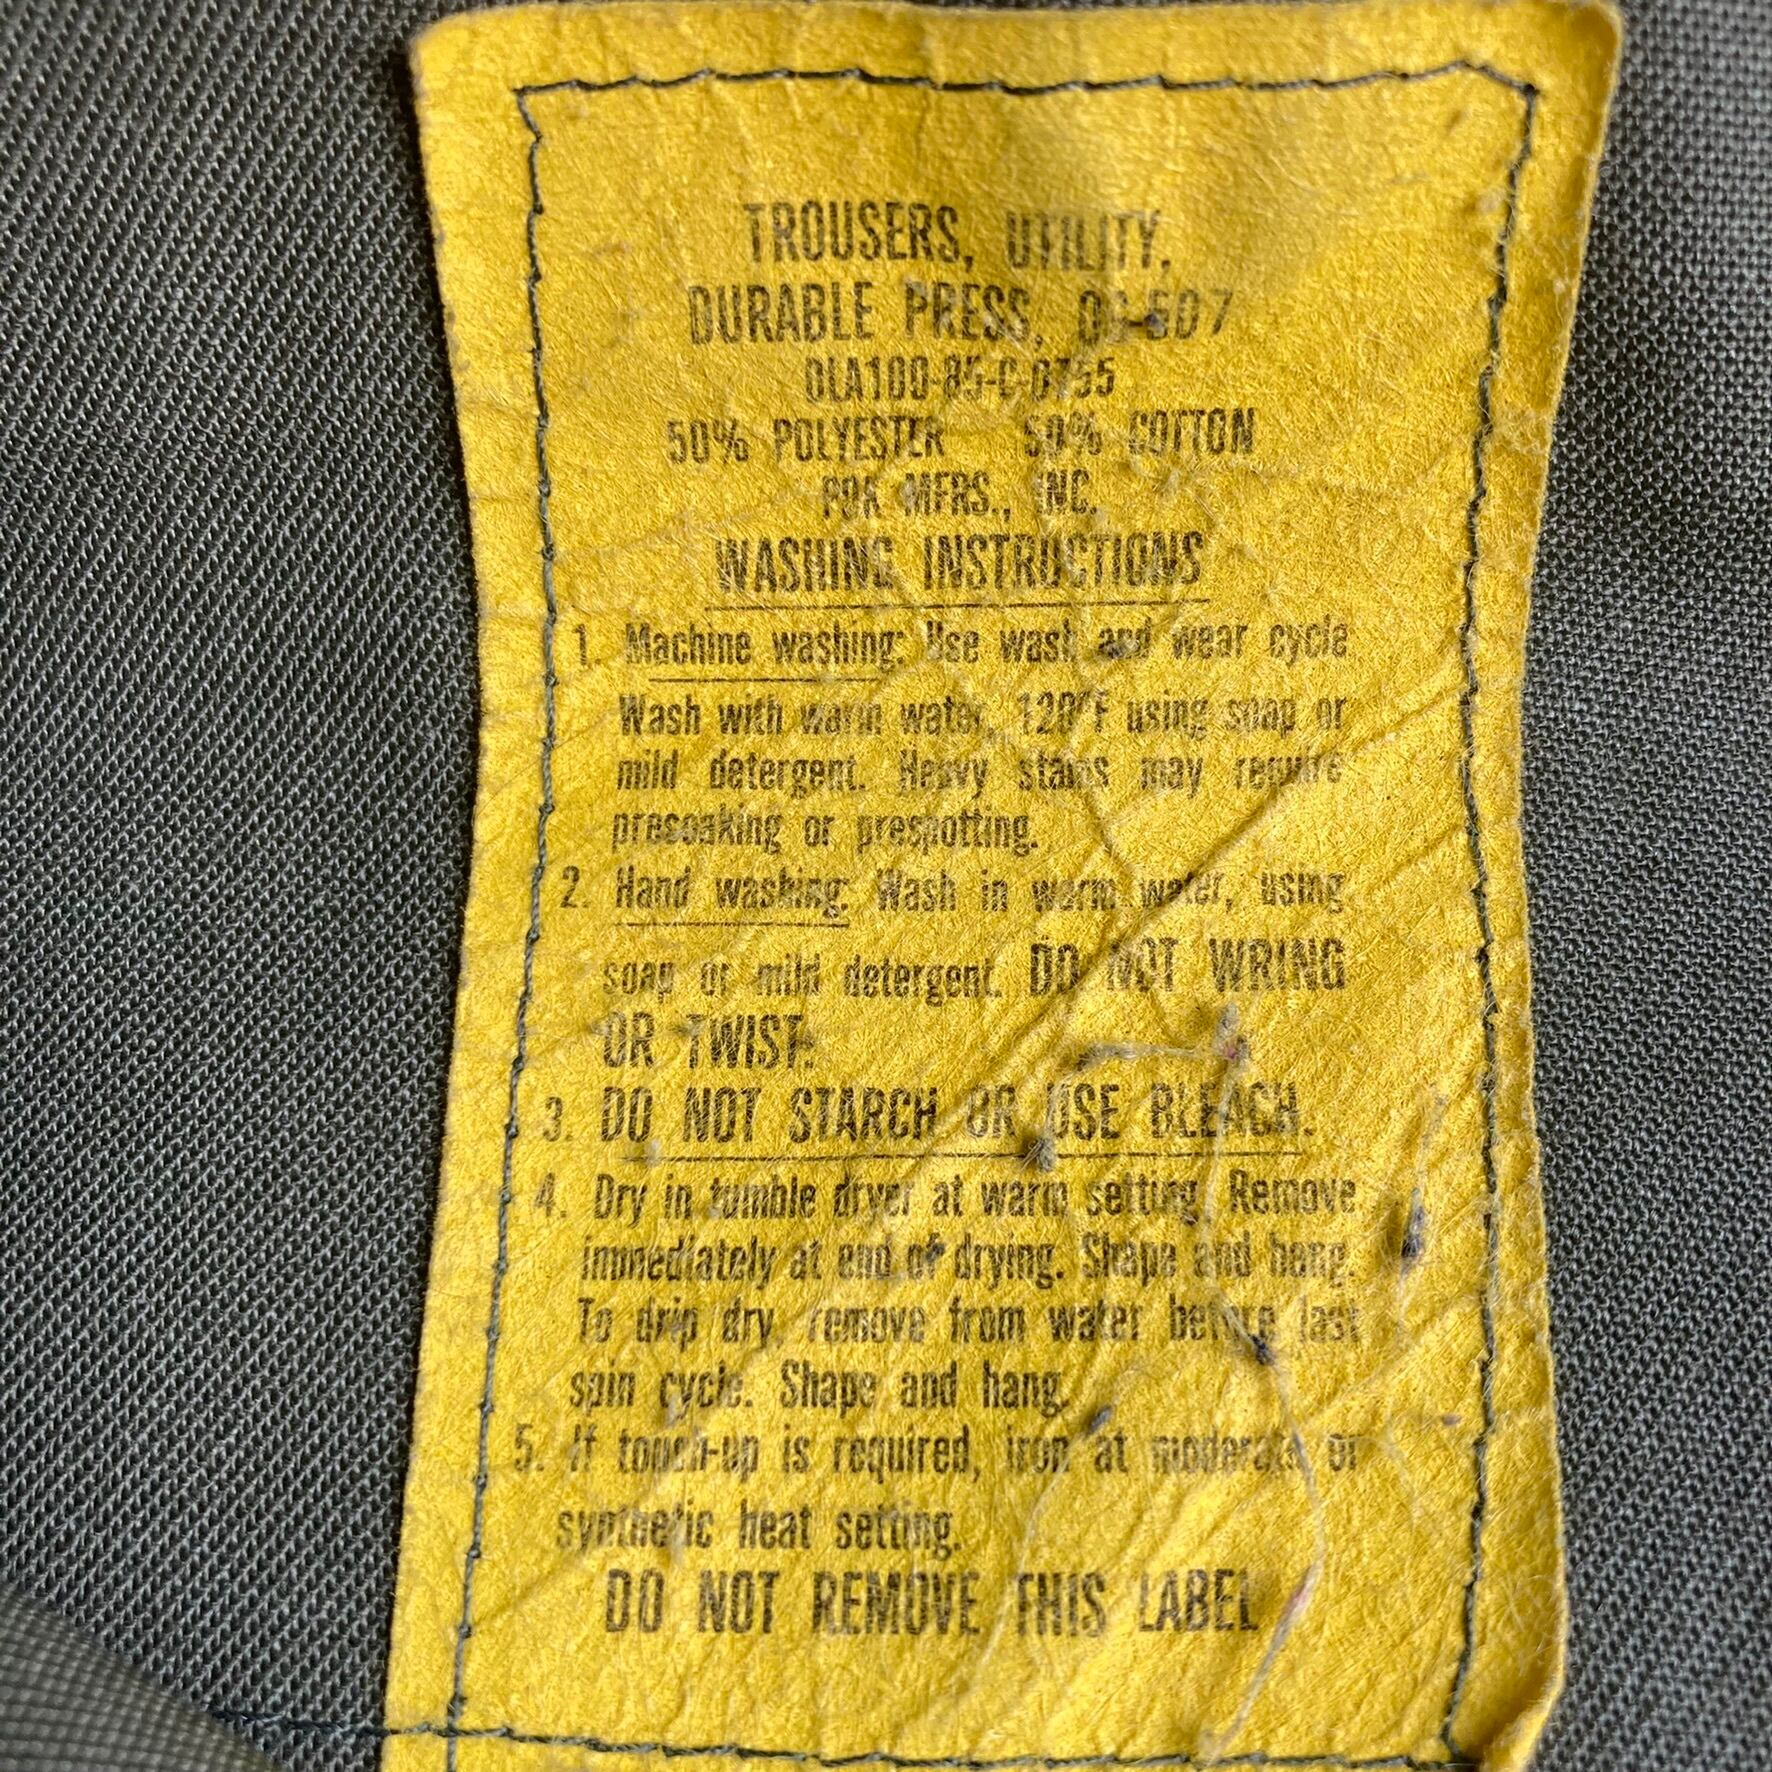 TROUSERS, UTILITY,
DURABLE PRESS, OG-507
DLA100-85-C-0755
50% POLYESTER 50% COTTON
MFRS., INC.
WASHING INSTRUCTIONS
1. Machine washing: Use wash and wear cycle
Wash with warm water, 120°F using soap or
mild detergent. Heavy stains may require
presoaking or prespotting.
2. Hand washing: Wash in warm water, using
soap or mild detergent. DO NOT WRING
OR TWIST.
3. DO NOT STARCH OR USE BLEACH.
4. Dry in tumble dryer at warm setting. Remove
immediately at end of drying. Shape and hang.
To drip dry, remove from water before last
spin cycle. Shape and hang.
5. If touch-up is required, iron at moderate or
synthetic heat setting.
DO NOT REMOVE THIS LABEL